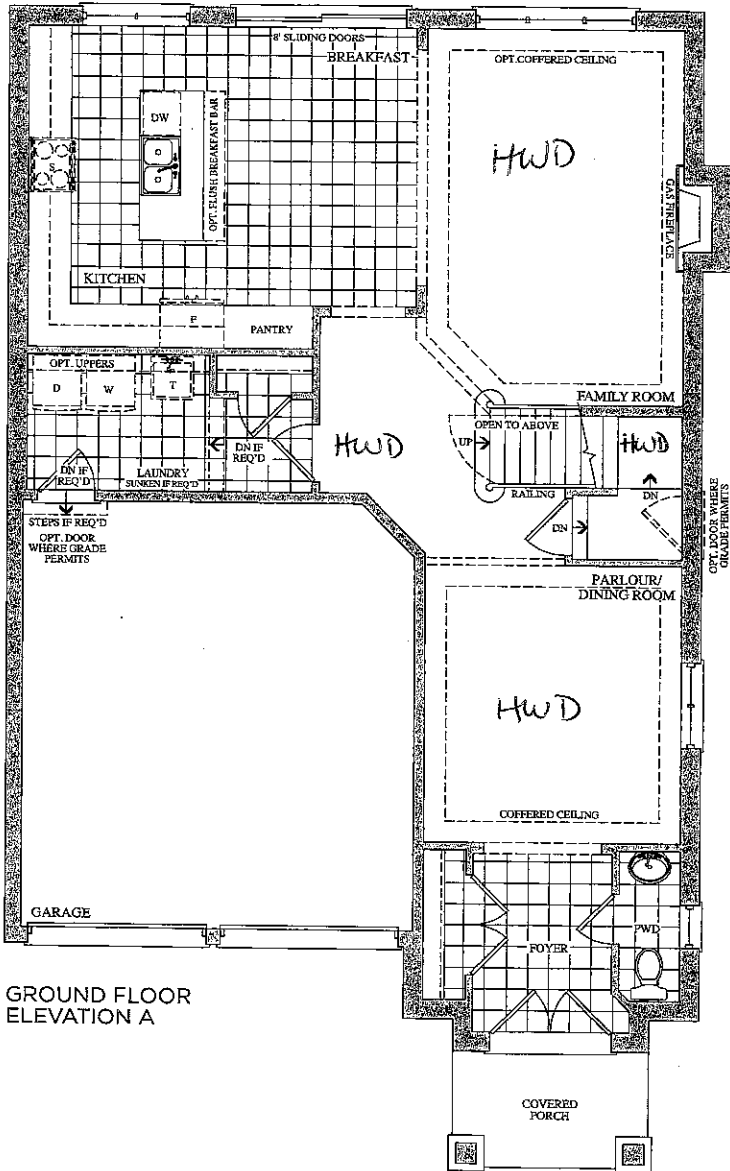 8' SLIDING DOORS
BREAKFAST
OPT. COFFERED CEILING
DW
OPT. FLUSH BREAKFAST BAR
HWD
S
GAS FIREPLACE
KITCHEN
F
PANTRY
OPT. UPPERS
D
W
T
FAMILY ROOM
OPEN TO ABOVE
UP
HWD
HWD
DN IF
REQ'D
LAUNDRY
SUNKEN IF REQ'D
DN IF
REQ'D
RAILING
DN
DN
STEPS IF REQ'D
OPT. DOOR
WHERE GRADE
PERMITS
OPT. DOOR WHERE
GRADE PERMITS
PARLOUR/
DINING ROOM
HWD
COFFERED CEILING
GARAGE
FOYER
PWD
GROUND FLOOR
ELEVATION A
COVERED
PORCH